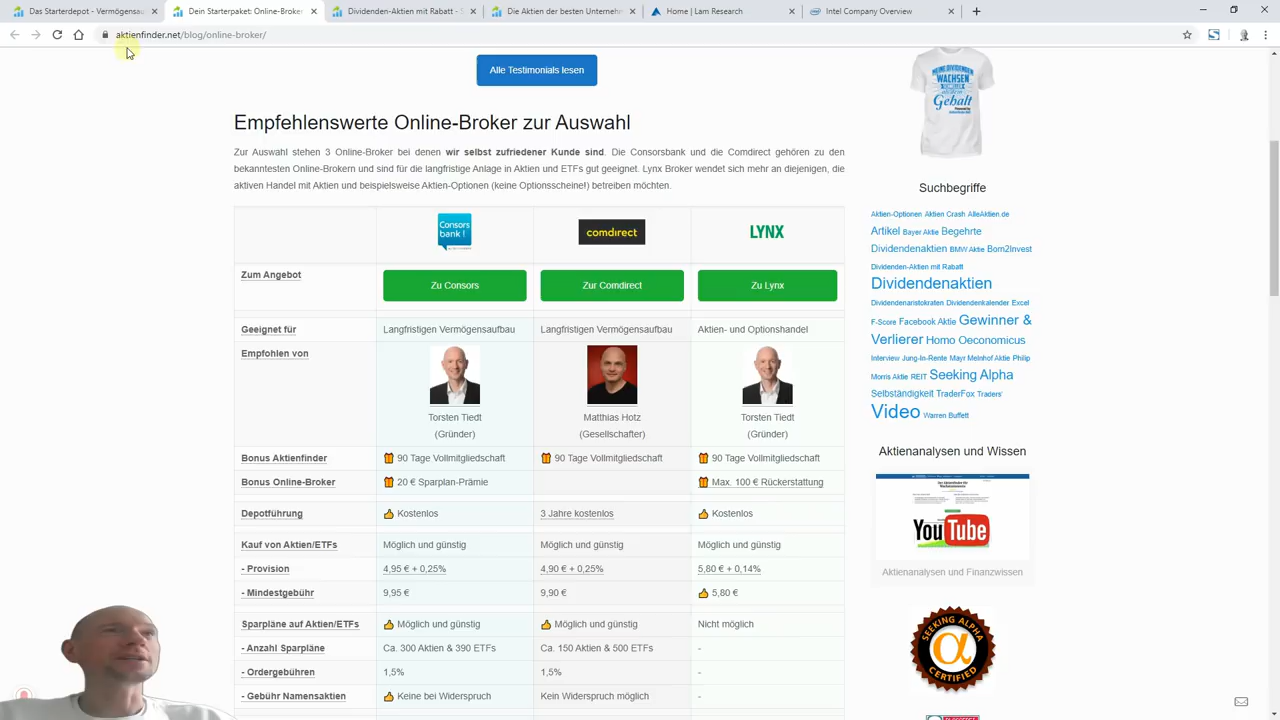 Das Starterdepot - Vermögensa
Dein Starterdepot: Online-Broke
Dividenden-Aktien mit Rabatt - S
Die Aktien der besten Unterneh
Home | Lam Research
Intel Corporation | Company
aktienfinder.net/blog/online-broker/
Alle Testimonials lesen
Empfehlenswerte Online-Broker zur Auswahl
Zur Auswahl stehen 3 Online-Broker bei denen wir selbst zufriedener Kunde sind. Die Consorsbank und die Comdirect gehören zu den
bekanntesten Online-Brokern und sind für die langfristige Anlage in Aktien und ETFs gut geeignet. Lynx Broker wendet sich mehr an diejenigen, die
aktiven Handel mit Aktien und beispielsweise Aktien-Optionen (keine Optionsscheine!) betreiben möchten.
Consors bank! comdirect LYNX
Zum Angebot Zu Consors Zur Comdirect Zu Lynx
Geeignet für Langfristigen Vermögensaufbau Langfristigen Vermögensaufbau Aktien- und Optionshandel
Empfohlen von
Torsten Tiedt Matthias Hotz Torsten Tiedt
(Gründer) (Gesellschafter) (Gründer)
Bonus Aktienfinder 90 Tage Vollmitgliedschaft 90 Tage Vollmitgliedschaft 90 Tage Vollmitgliedschaft
Bonus Online-Broker 20 € Sparplan-Prämie - Max. 100 € Rückerstattung
Depotführung Kostenlos 3 Jahre kostenlos Kostenlos
Kauf von Aktien/ETFs Möglich und günstig Möglich und günstig Möglich und günstig
- Provision 4,95 € + 0,25% 4,90 € + 0,25% 5,80 € + 0,14%
- Mindestgebühr 9,95 € 9,90 € 5,80 €
Sparpläne auf Aktien/ETFs Möglich und günstig Möglich und günstig Nicht möglich
- Anzahl Sparpläne Ca. 300 Aktien & 390 ETFs Ca. 150 Aktien & 500 ETFs -
- Ordergebühren 1,5% 1,5% -
- Gebühr Namensaktien Keine bei Widerspruch Kein Widerspruch möglich -
MEINE DIVIDENDEN
WACHSEN
Gehalt
Suchbegriffe
Aktien-Optionen Aktien Crash AlleAktien.de
Artikel Bayer Aktie Begehrte
Dividendenaktien BMW Aktie Born2Invest
Dividenden-Aktien mit Rabatt
Dividendenaktien
Dividendenaristokraten Dividendenkalender Excel
F-Score Facebook Aktie Gewinner &
Verlierer Homo Oeconomicus
Interview Jung-In-Rente Mayr Melnhof Aktie Philip
Morris Aktie REIT Seeking Alpha
Selbständigkeit TraderFox Traders'
Video Warren Buffett
Aktienanalysen und Wissen
YouTube
Aktienanalysen und Finanzwissen
SEEKING ALPHA
α
CERTIFIED